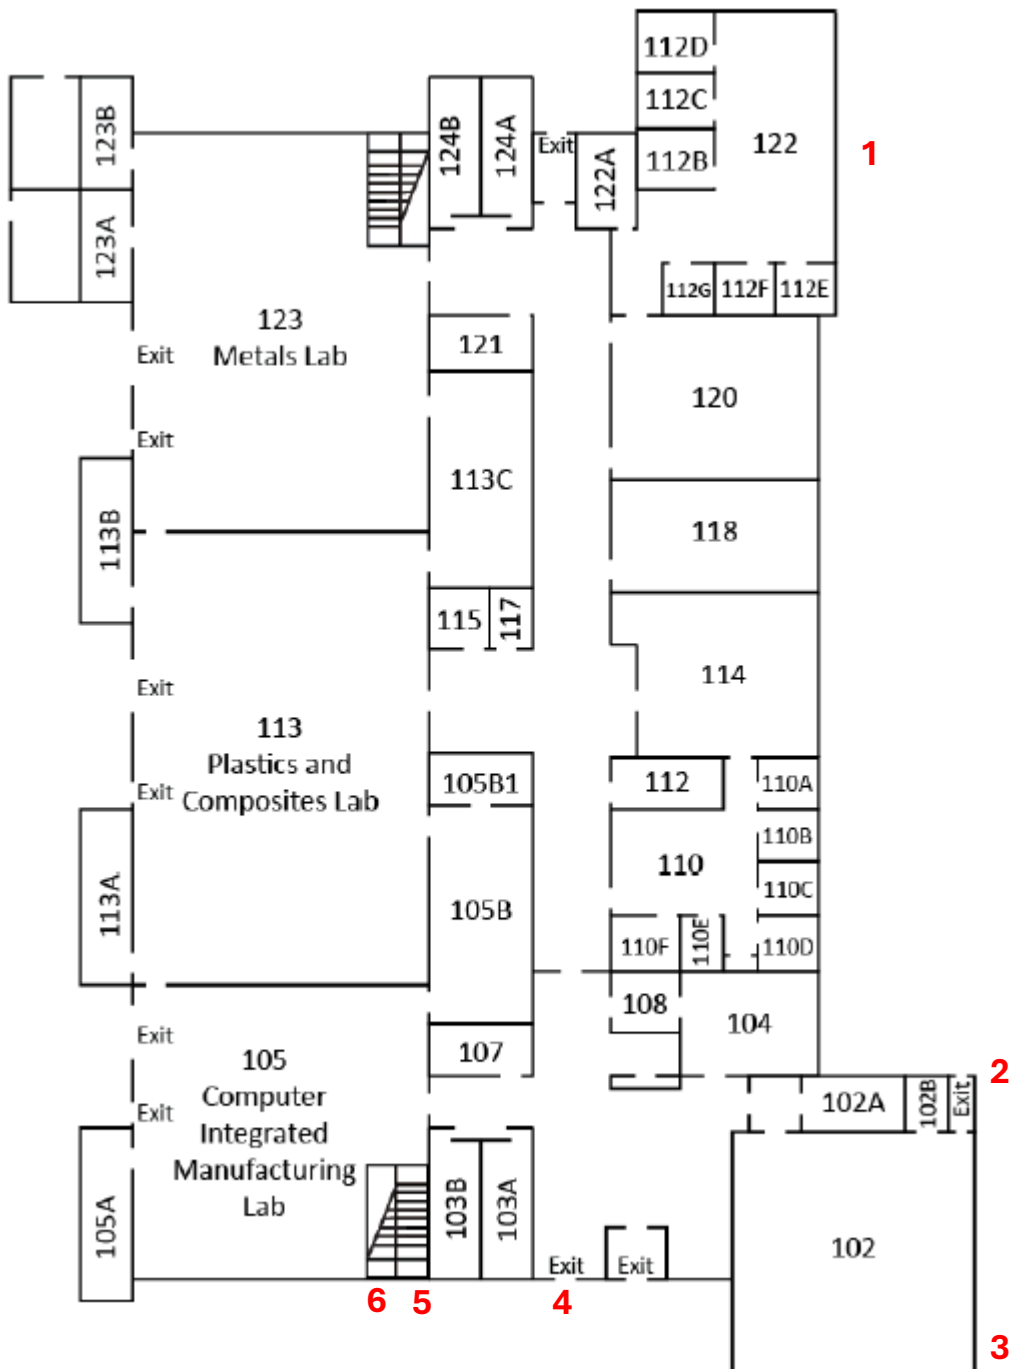 112D
112C
112B
122
1
123B
124B
124A
Exit
122A
123A
112G
112F
112E
123
Metals Lab
Exit
121
120
Exit
113C
113B
118
115
117
114
Exit
113
Plastics and
Composites Lab
Exit
105B1
112
110A
110B
110
110C
113A
105B
110F
110E
110D
108
104
Exit
107
105
Computer
Integrated
Manufacturing
Lab
Exit
2
102A
102B
Exit
105A
103B
103A
102
Exit
Exit
6
5
4
3